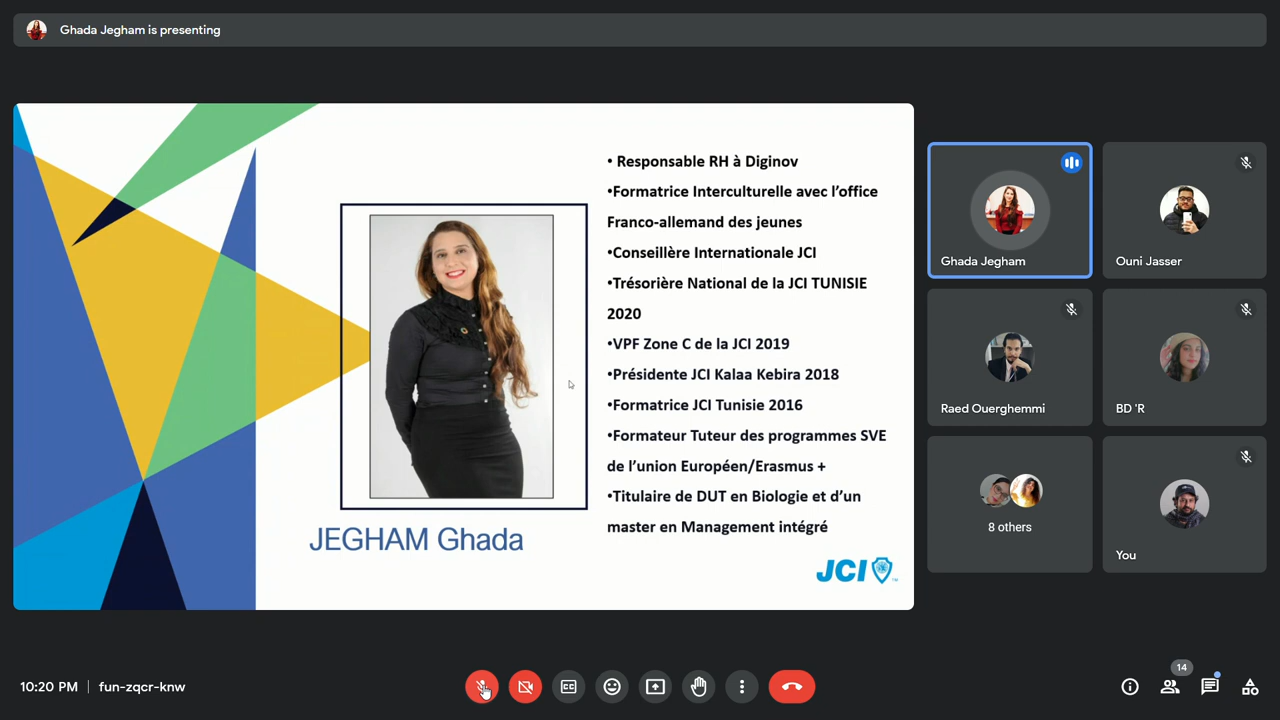 Ghada Jegham is presenting
• Responsable RH à Diginov
•Formatrice Interculturelle avec l’office
Franco-allemand des jeunes
•Conseillère Internationale JCI
•Trésorière National de la JCI TUNISIE
2020
•VPF Zone C de la JCI 2019
•Présidente JCI Kalaa Kebira 2018
•Formatrice JCI Tunisie 2016
•Formateur Tuteur des programmes SVE
de l’union Européen/Erasmus +
•Titulaire de DUT en Biologie et d’un
master en Management intégré
JEGHAM Ghada
JCI
Ghada Jegham
Ouni Jasser
Raed Ouerghemmi
BD 'R
8 others
You
10:20 PM | fun-zqcr-knw
CC
14